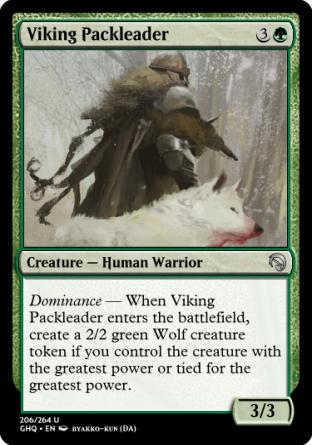 Viking Packleader 3
Creature — Human Warrior
Dominance — When Viking
Packleader enters the battlefield,
create a 2/2 green Wolf creature
token if you control the creature with
the greatest power or tied for the
greatest power.
3/3
206/264 U
GHQ • EN BYAKKO-KUN (DA)